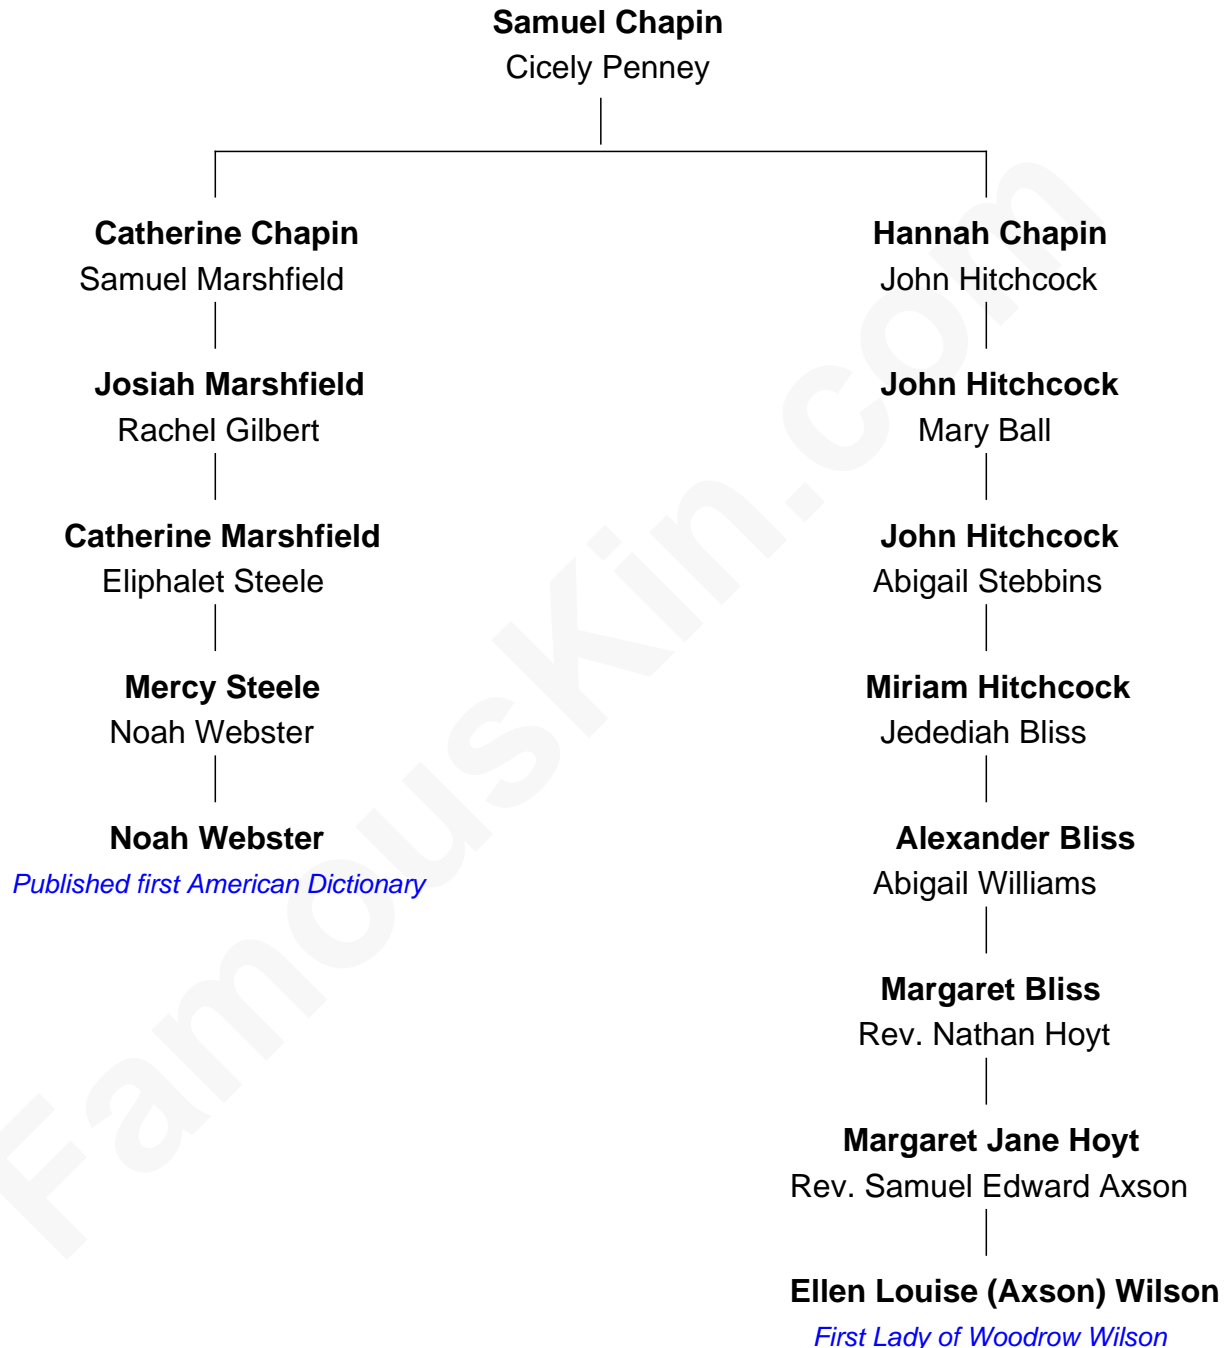 Samuel Chapin
Cicely Penney
Catherine Chapin
Samuel Marshfield
Josiah Marshfield
Rachel Gilbert
Catherine Marshfield
Eliphalet Steele
Mercy Steele
Noah Webster
Noah Webster
Published first American Dictionary
Hannah Chapin
John Hitchcock
John Hitchcock
Mary Ball
John Hitchcock
Abigail Stebbins
Miriam Hitchcock
Jedediah Bliss
Alexander Bliss
Abigail Williams
Margaret Bliss
Rev. Nathan Hoyt
Margaret Jane Hoyt
Rev. Samuel Edward Axson
Ellen Louise (Axson) Wilson
First Lady of Woodrow Wilson
FamousKin.com